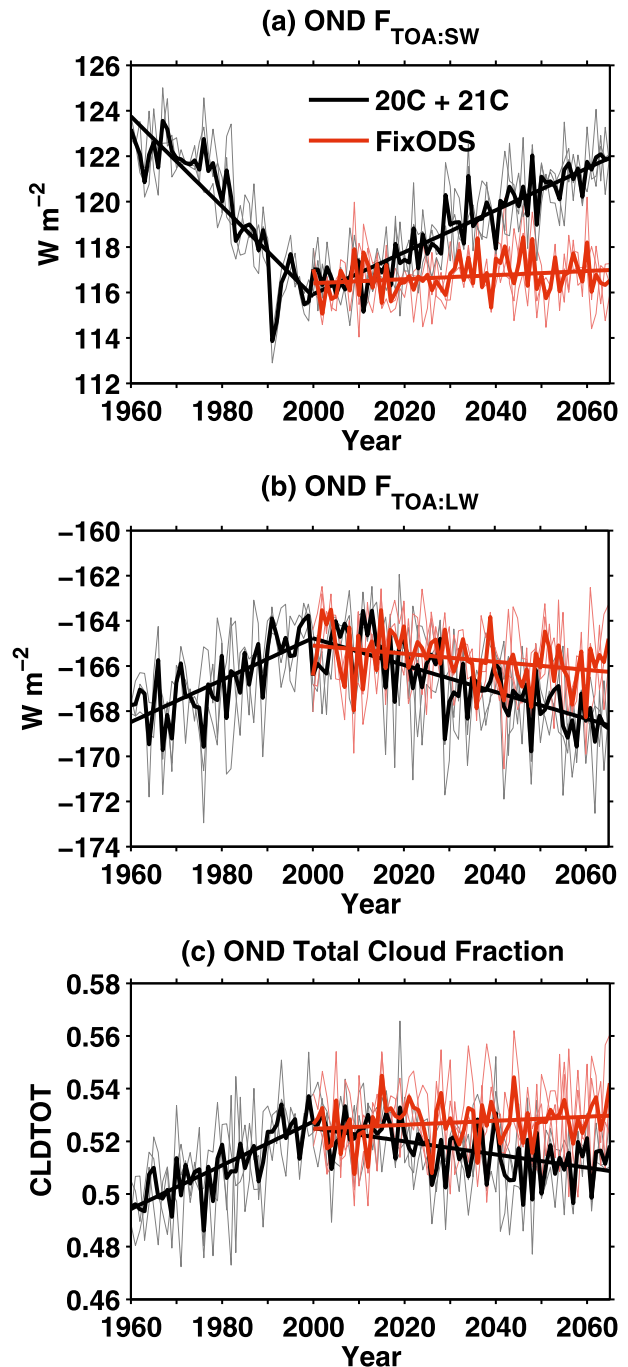 (a) OND F_TOA:SW
126
124
122
120
118
116
114
112
W m⁻²
20C + 21C
FixODS
1960 1980 2000 2020 2040 2060
Year
(b) OND F_TOA:LW
−160
−162
−164
−166
−168
−170
−172
−174
W m⁻²
1960 1980 2000 2020 2040 2060
Year
(c) OND Total Cloud Fraction
0.58
0.56
0.54
0.52
0.5
0.48
0.46
CLDTOT
1960 1980 2000 2020 2040 2060
Year